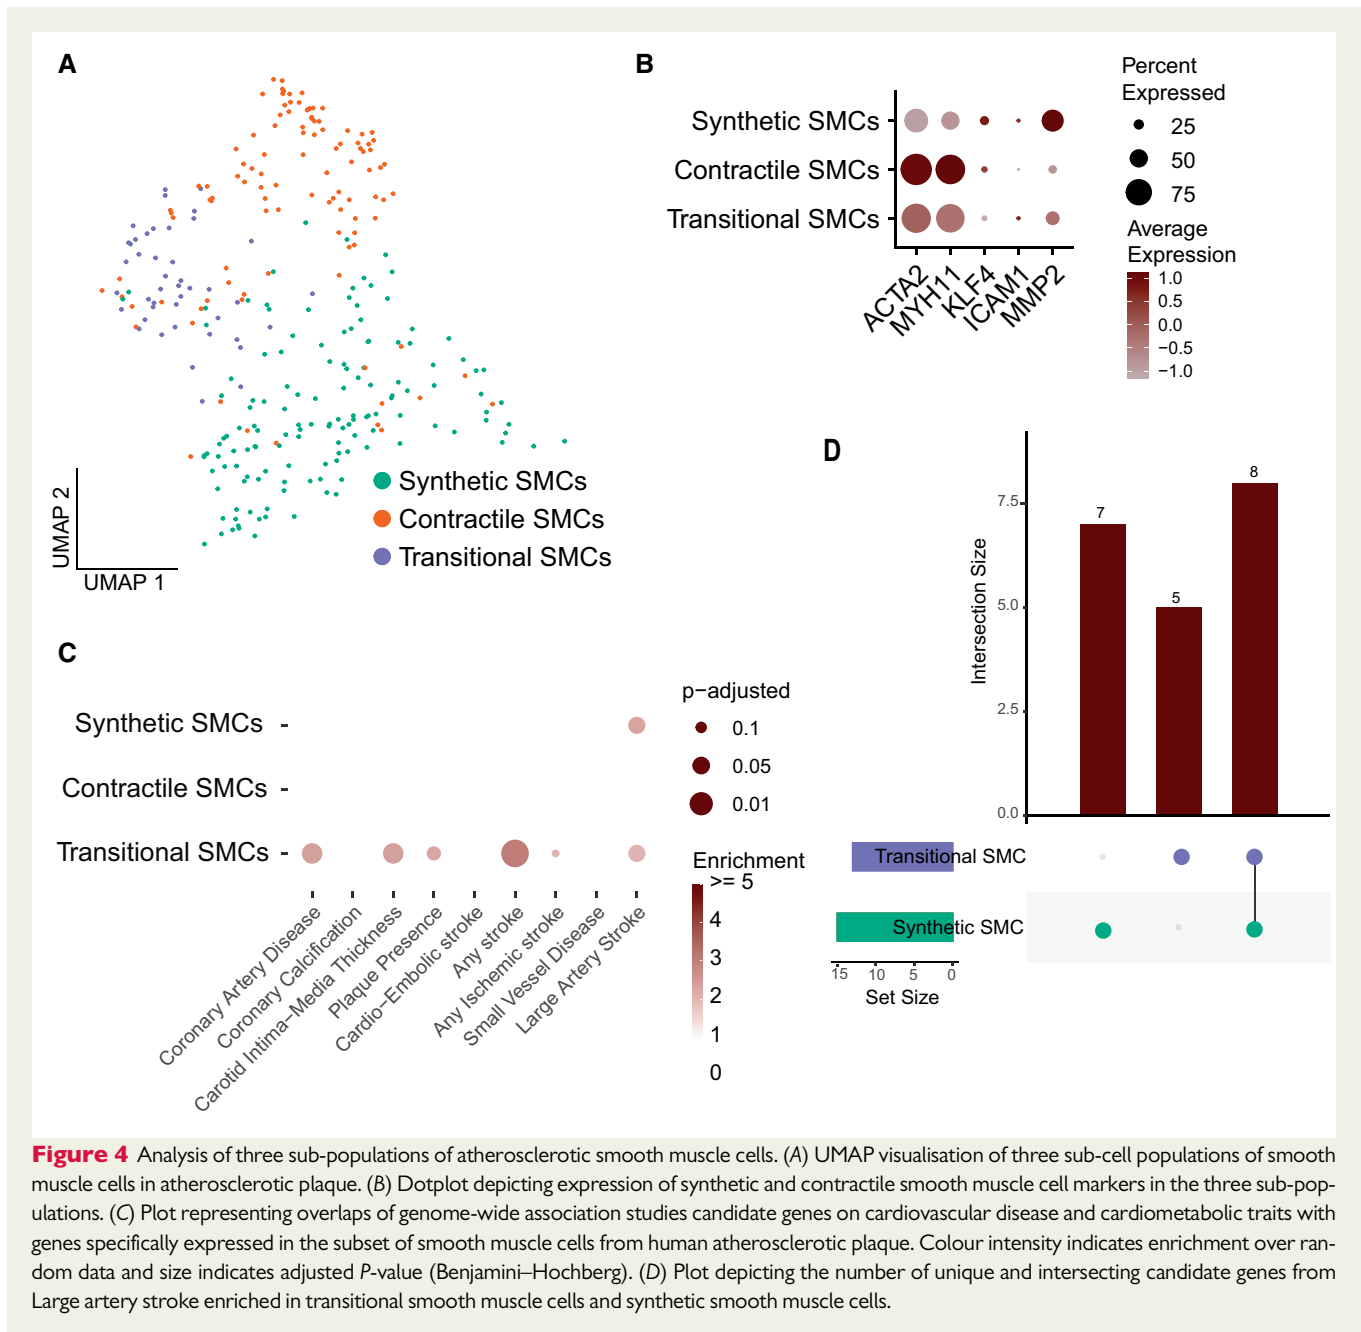 A
UMAP 2
UMAP 1
Synthetic SMCs
Contractile SMCs
Transitional SMCs
B
Synthetic SMCs
Contractile SMCs
Transitional SMCs
ACTA2
MYH11
KLF4
ICAM1
MMP2
Percent
Expressed
25
50
75
Average
Expression
1.0
0.5
0.0
−0.5
−1.0
C
Synthetic SMCs
Contractile SMCs
Transitional SMCs
Coronary Artery Disease
Coronary Calcification
Carotid Intima−Media Thickness
Plaque Presence
Cardio−Embolic stroke
Any stroke
Any Ischemic stroke
Small Vessel Disease
Large Artery Stroke
p−adjusted
0.1
0.05
0.01
Enrichment
>= 5
4
3
2
1
0
D
Intersection Size
7.5
5.0
2.5
0.0
7
5
8
Transitional SMC
Synthetic SMC
15 10 5 0
Set Size
Figure 4 Analysis of three sub-populations of atherosclerotic smooth muscle cells. (A) UMAP visualisation of three sub-cell populations of smooth
muscle cells in atherosclerotic plaque. (B) Dotplot depicting expression of synthetic and contractile smooth muscle cell markers in the three sub-pop-
ulations. (C) Plot representing overlaps of genome-wide association studies candidate genes on cardiovascular disease and cardiometabolic traits with
genes specifically expressed in the subset of smooth muscle cells from human atherosclerotic plaque. Colour intensity indicates enrichment over ran-
dom data and size indicates adjusted P-value (Benjamini–Hochberg). (D) Plot depicting the number of unique and intersecting candidate genes from
Large artery stroke enriched in transitional smooth muscle cells and synthetic smooth muscle cells.